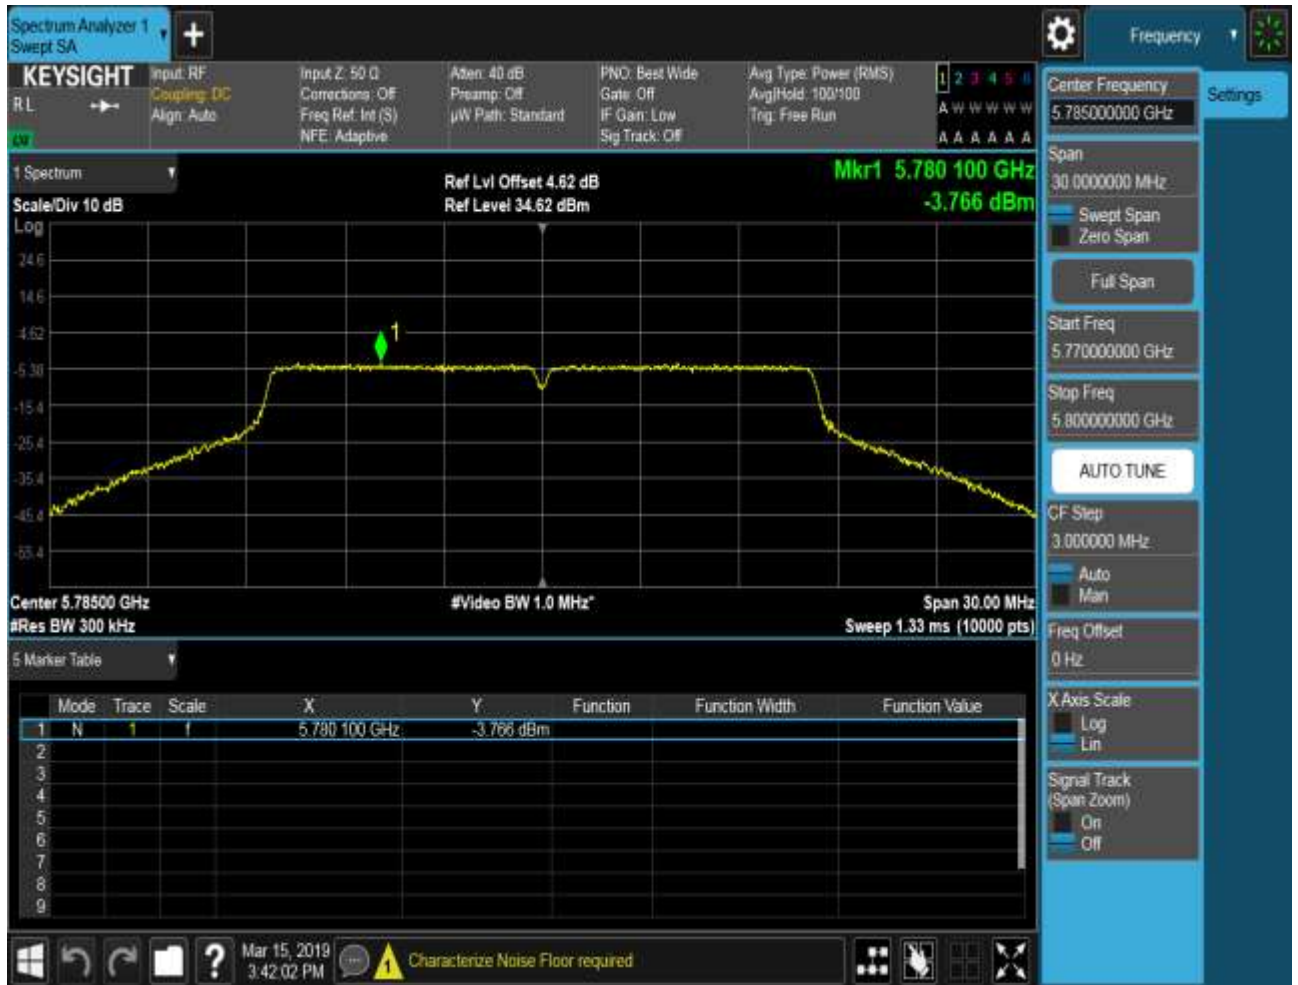 Spectrum Analyzer 1
Swept SA
+
Frequency
KEYSIGHT
RL
Input: RF
Coupling: DC
Align: Auto
Input Z: 50 Ω
Corrections: Off
Freq Ref: Int (S)
NFE: Adaptive
Atten: 40 dB
Preamp: Off
µW Path: Standard
PNO: Best Wide
Gate: Off
IF Gain: Low
Sig Track: Off
Avg Type: Power (RMS)
Avg|Hold: 100/100
Trig: Free Run
1 2 3 4 5 6
A W W W W W
A A A A A A
1 Spectrum
Scale/Div 10 dB
Ref Lvl Offset 4.62 dB
Ref Level 34.62 dBm
Mkr1 5.780 100 GHz
-3.766 dBm
Log
24.6
14.6
4.62
-5.38
-15.4
-25.4
-35.4
-45.4
-55.4
1
Center 5.78500 GHz
#Res BW 300 kHz
#Video BW 1.0 MHz*
Span 30.00 MHz
Sweep 1.33 ms (10000 pts)
5 Marker Table
Mode Trace Scale X Y Function Function Width Function Value
1 N 1 f 5.780 100 GHz -3.766 dBm
2
3
4
5
6
7
8
9
Mar 15, 2019
3:42:02 PM
?
1
Characterize Noise Floor required
Center Frequency
5.785000000 GHz
Settings
Span
30.0000000 MHz
Swept Span
Zero Span
Full Span
Start Freq
5.770000000 GHz
Stop Freq
5.800000000 GHz
AUTO TUNE
CF Step
3.000000 MHz
Auto
Man
Freq Offset
0 Hz
X Axis Scale
Log
Lin
Signal Track
(Span Zoom)
On
Off